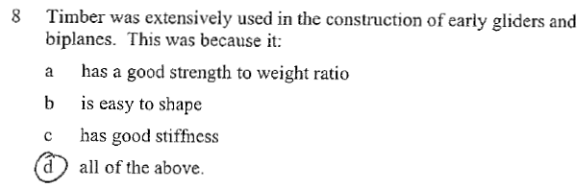 8 Timber was extensively used in the construction of early gliders and
biplanes. This was because it:
a has a good strength to weight ratio
b is easy to shape
c has good stiffness
d all of the above.